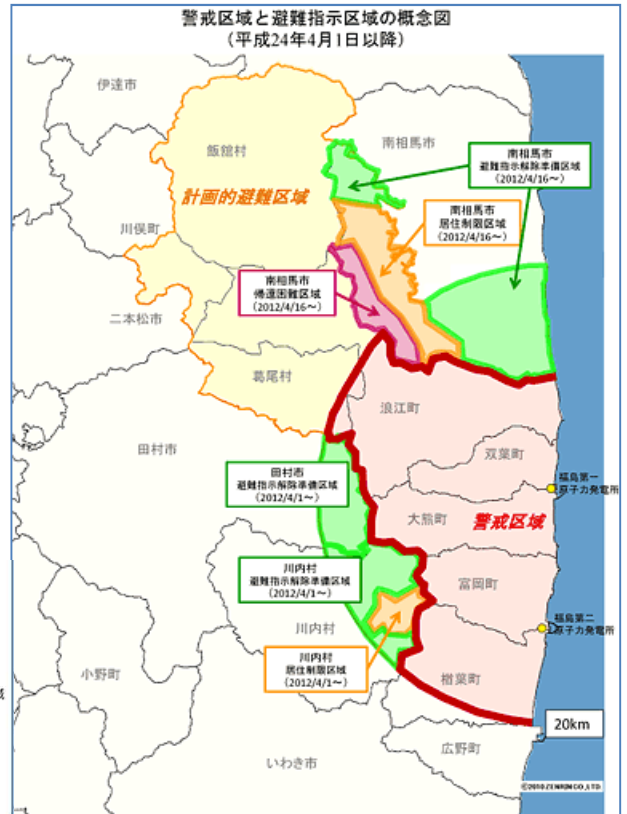 警戒区域と避難指示区域の概念図
（平成24年4月1日以降）
伊達市
飯舘村
南相馬市
南相馬市
避難指示解除準備区域
（2012/4/16～）
計画的避難区域
南相馬市
居住制限区域
（2012/4/16～）
川俣町
南相馬市
帰還困難区域
（2012/4/16～）
二本松市
葛尾村
浪江町
田村市
双葉町
田村市
避難指示解除準備区域
（2012/4/1～）
福島第一
原子力発電所
大熊町
警戒区域
川内村
避難指示解除準備区域
（2012/4/1～）
富岡町
川内村
福島第二
原子力発電所
川内村
居住制限区域
（2012/4/1～）
小野町
楢葉町
20km
広野町
いわき市
©2010 ZENRIN CO.,LTD.